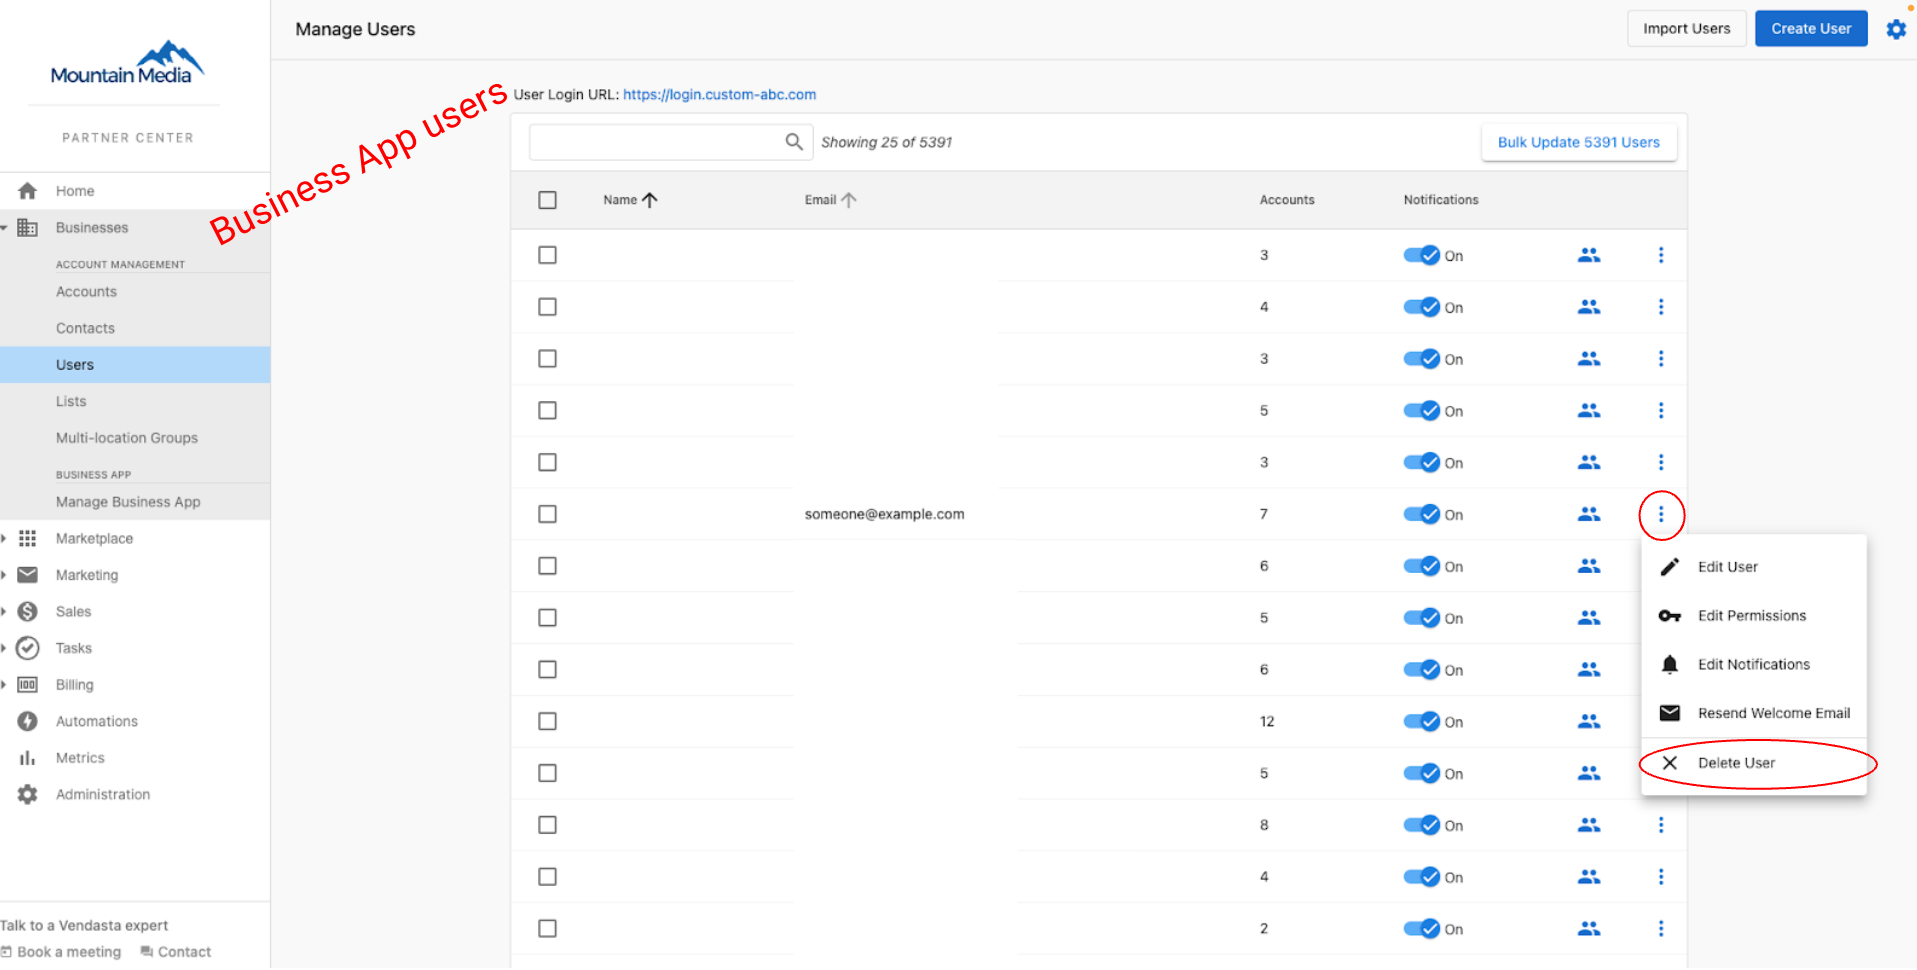 Mountain Media
PARTNER CENTER
Home
Businesses
ACCOUNT MANAGEMENT
Accounts
Contacts
Users
Lists
Multi-location Groups
BUSINESS APP
Manage Business App
Marketplace
Marketing
Sales
Tasks
Billing
Automations
Metrics
Administration
Talk to a Vendasta expert
Book a meeting Contact
Manage Users
Import Users
Create User
Business App users
User Login URL: https://login.custom-abc.com
Showing 25 of 5391
Bulk Update 5391 Users
Name Email Accounts Notifications
3 On
4 On
3 On
5 On
3 On
someone@example.com 7 On
6 On
5 On
6 On
12 On
5 On
8 On
4 On
2 On
Edit User
Edit Permissions
Edit Notifications
Resend Welcome Email
Delete User